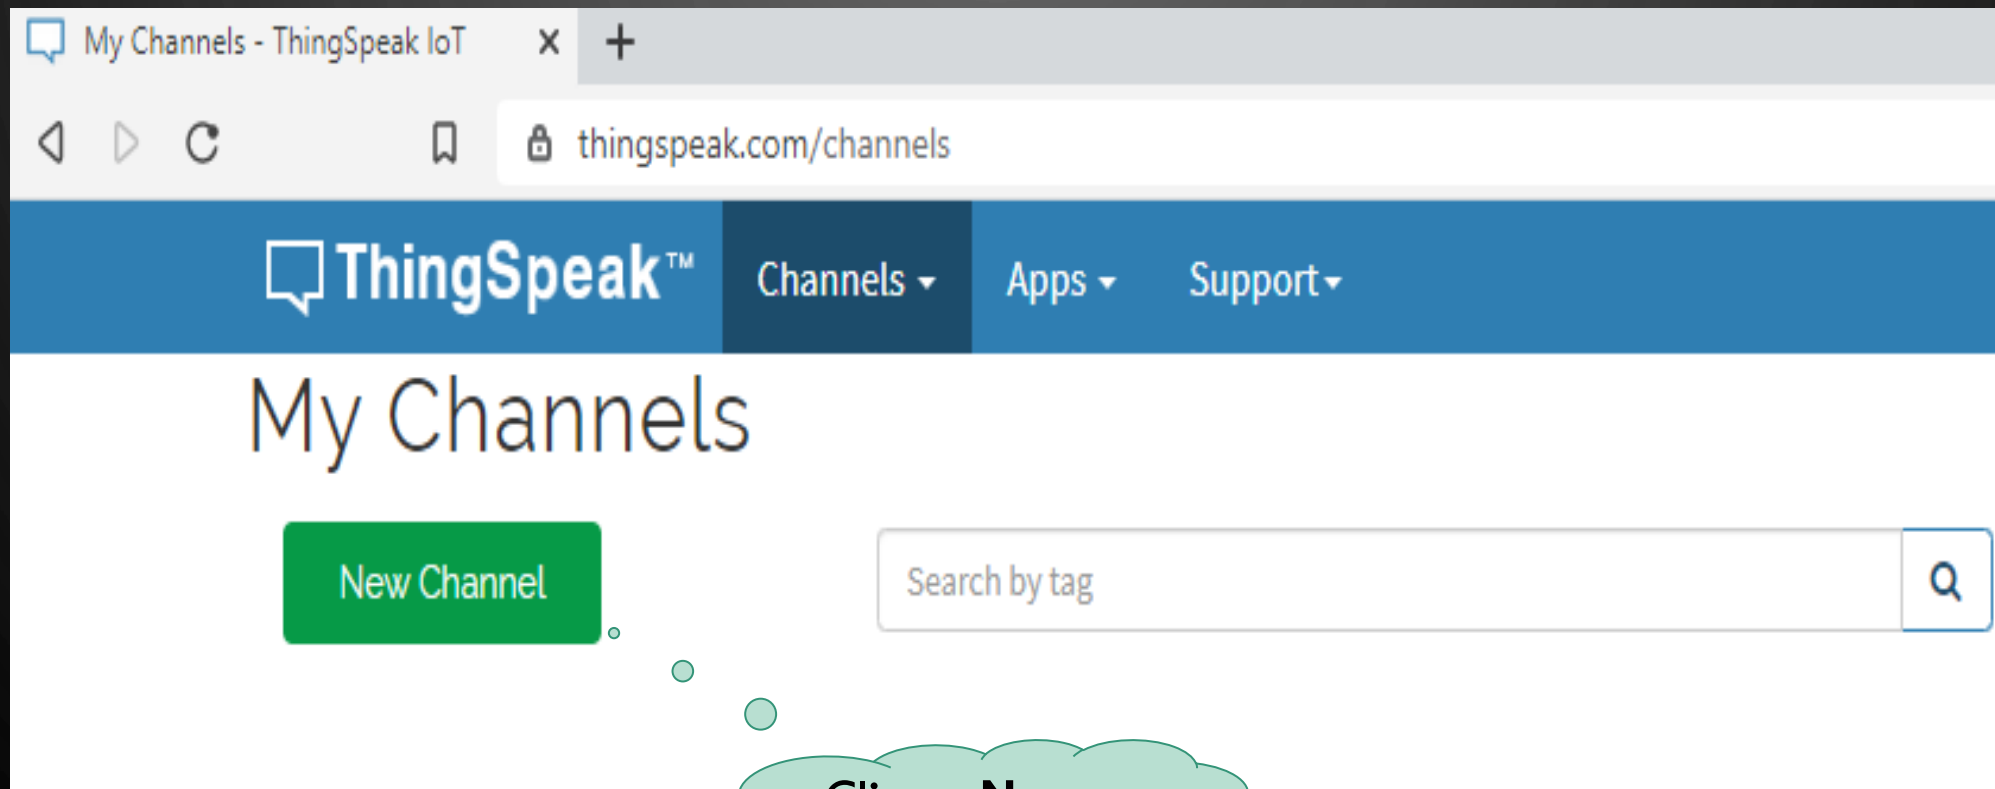 My Channels - ThingSpeak IoT
thingspeak.com/channels
ThingSpeak™ Channels Apps Support
My Channels
New Channel
Search by tag